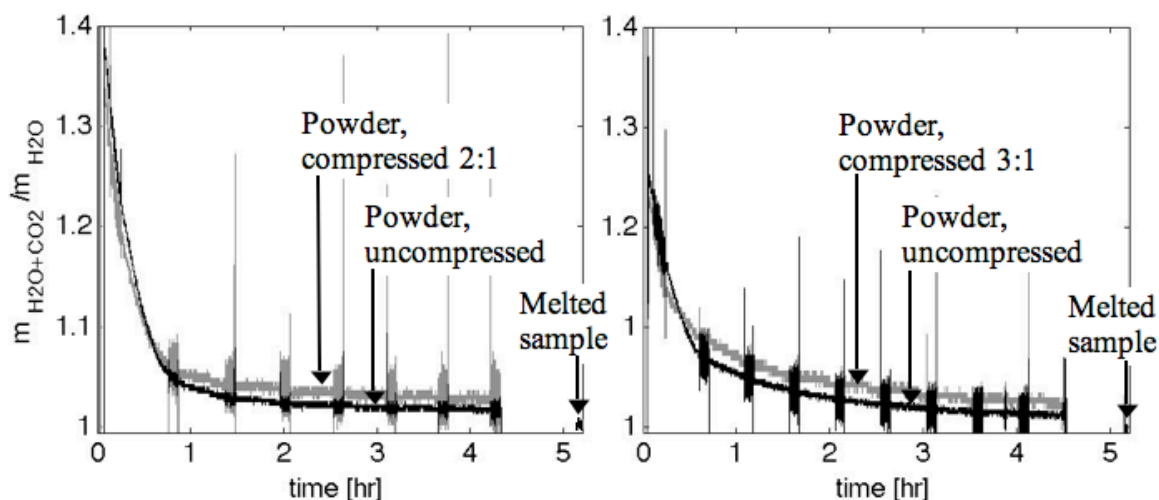 m H2O+CO2 /m H2O
1.4
1.3
1.2
1.1
1
0 1 2 3 4 5
time [hr]
Powder,
compressed 2:1
Powder,
uncompressed
Melted
sample
1.4
1.3
1.2
1
1
0 1 2 3 4 5
time [hr]
Powder,
compressed 3:1
Powder,
uncompressed
Melted
sample